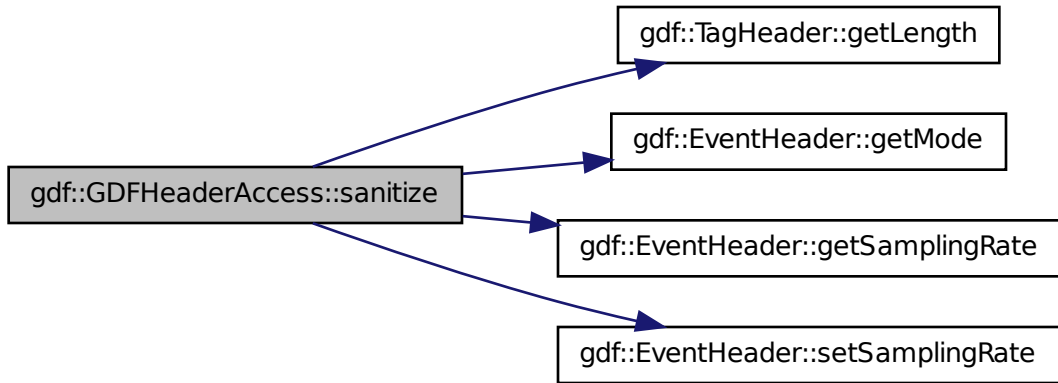 gdf::TagHeader::getLength
gdf::EventHeader::getMode
gdf::GDFHeaderAccess::sanitize
gdf::EventHeader::getSamplingRate
gdf::EventHeader::setSamplingRate